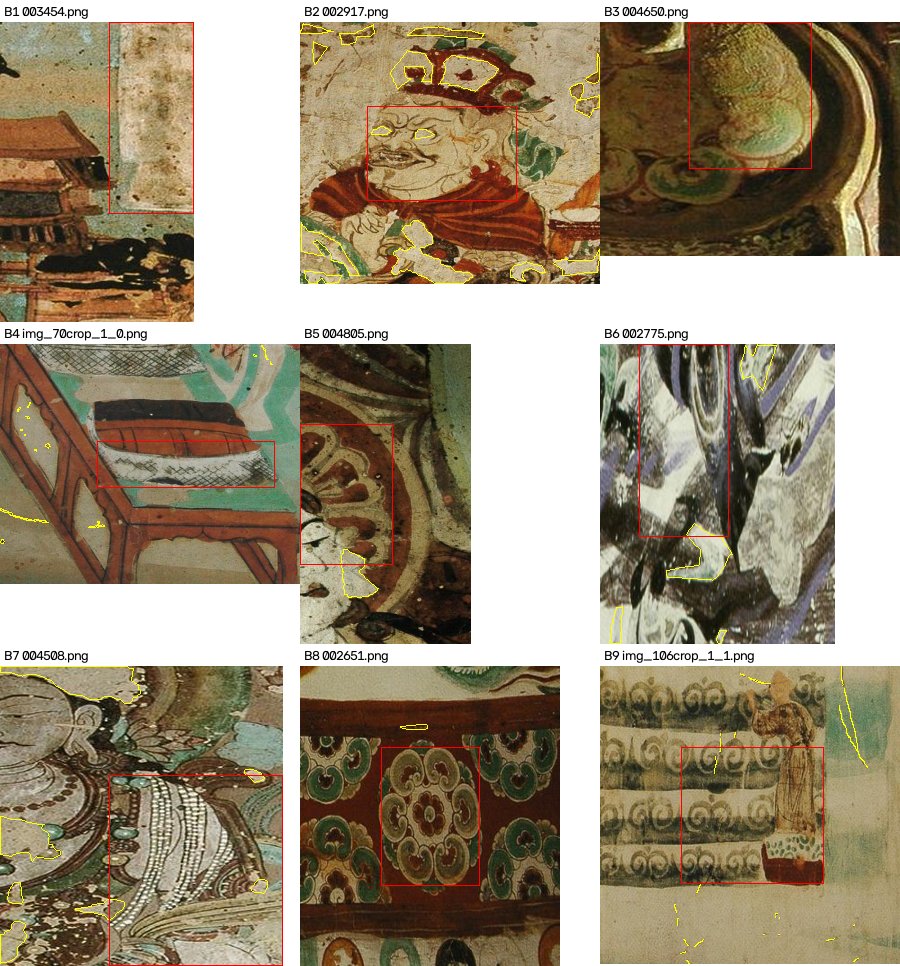 B1 003454.png
B2 002917.png
B3 004650.png
B4 img_70crop_1_0.png
B5 004805.png
B6 002775.png
B7 004508.png
B8 002651.png
B9 img_106crop_1_1.png